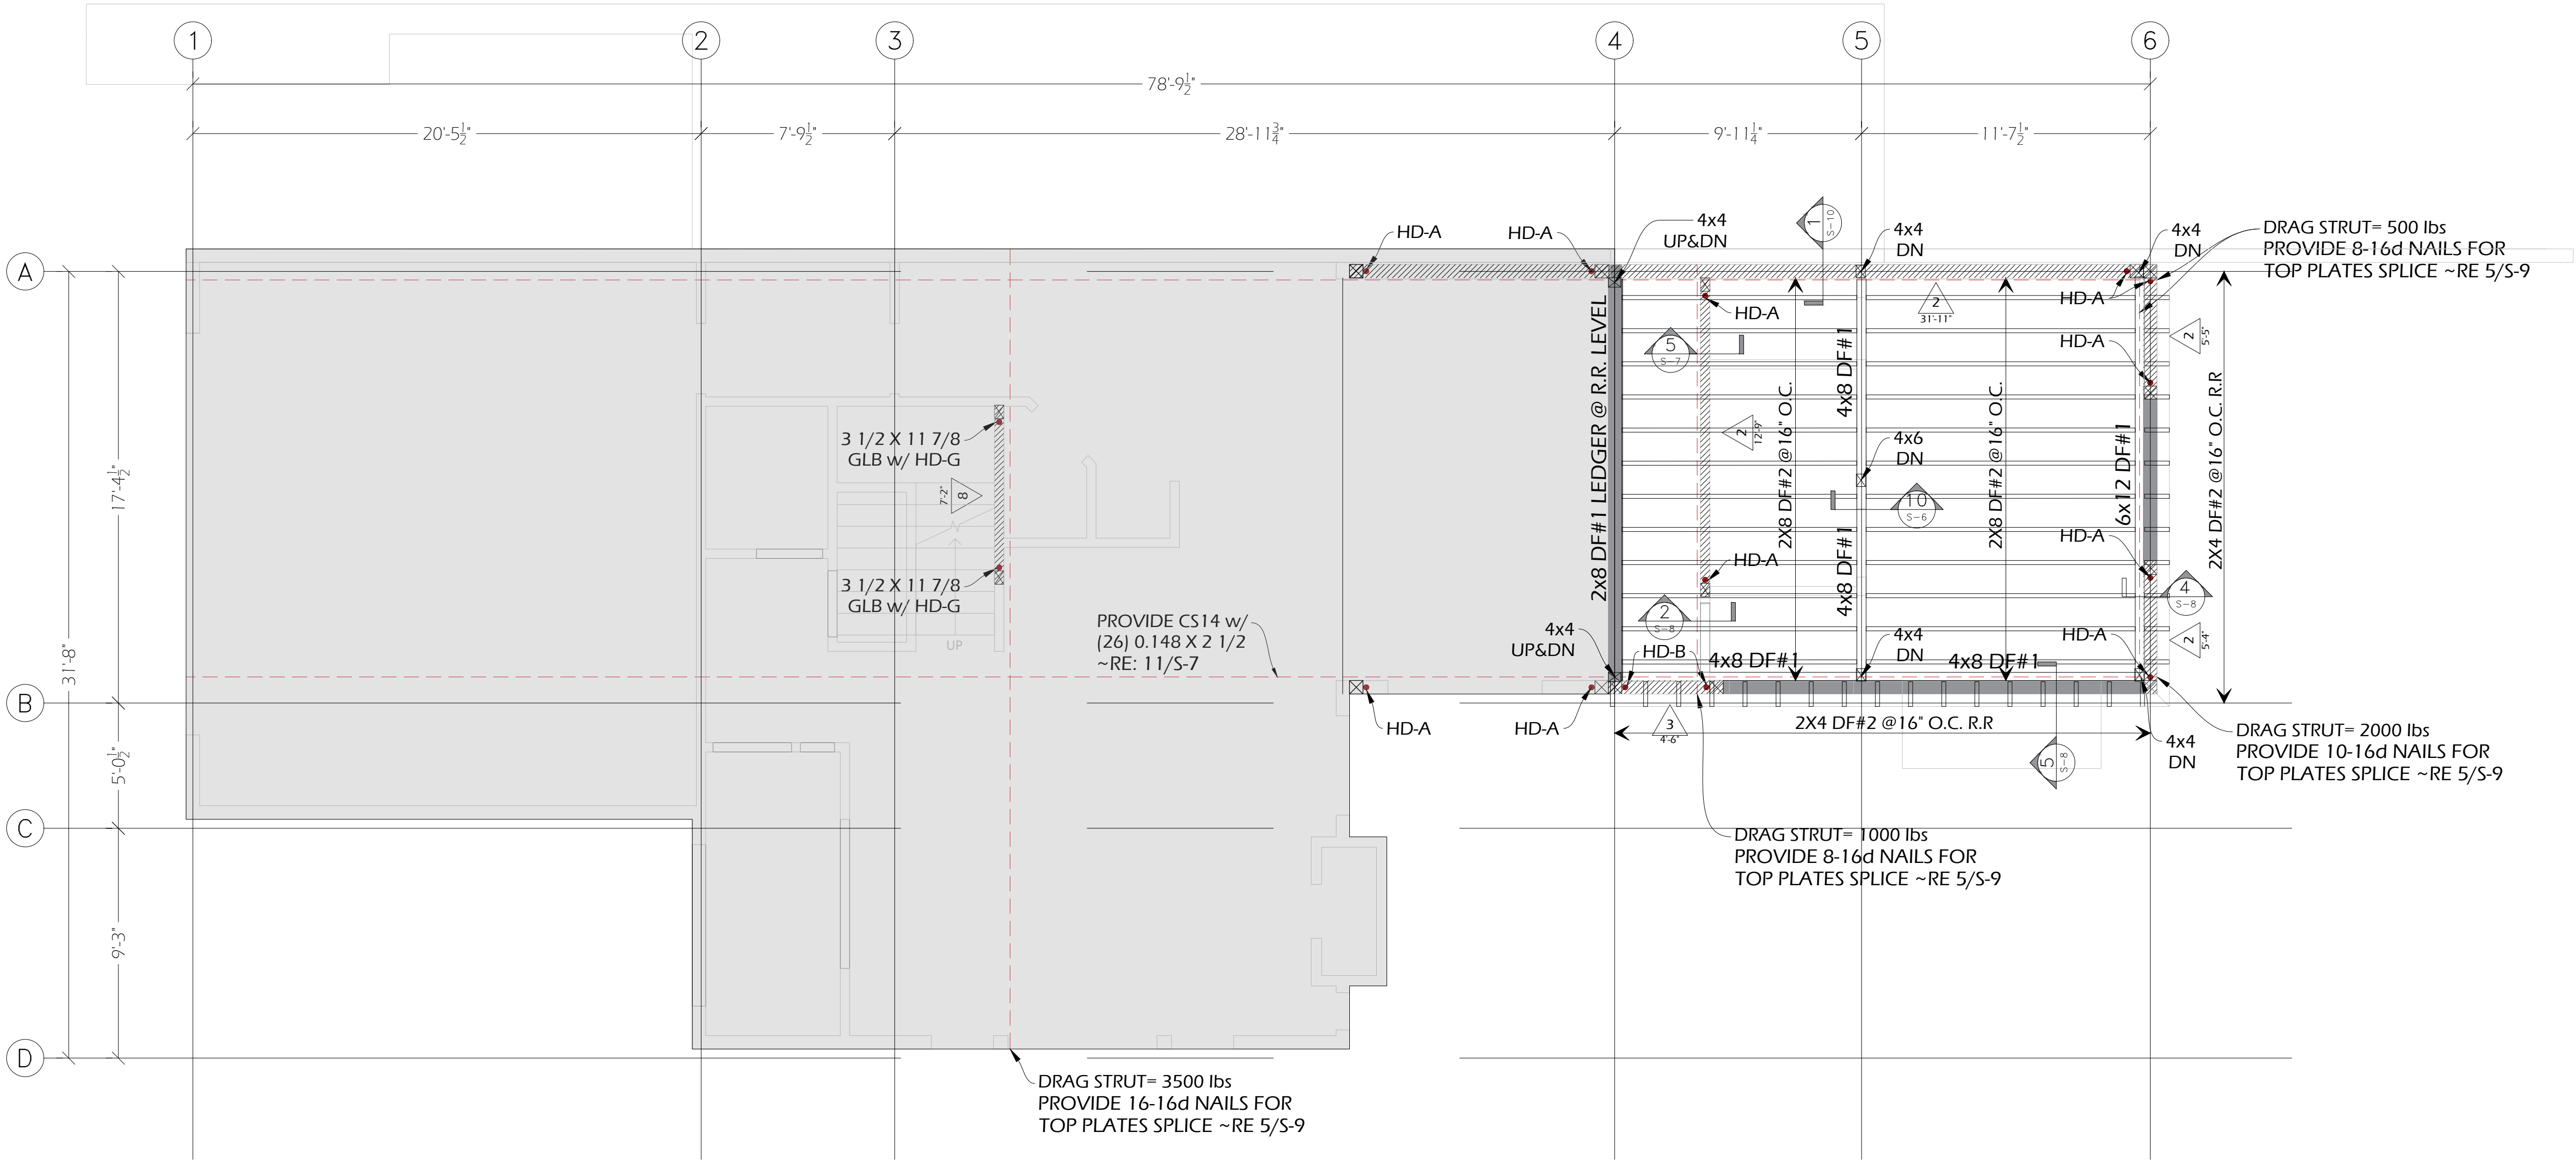 1
2
3
4
5
6
78'-9 1/2"
20'-5 1/2"
7'-9 1/2"
28'-11 3/4"
9'-11 1/4"
11'-7 1/2"
A
B
C
D
31'-8"
17'-4 1/2"
5'-0 1/2"
9'-3"
HD-A
HD-A
4x4
UP&DN
1
S-10
4x4
DN
4x4
DN
DRAG STRUT= 500 lbs
PROVIDE 8-16d NAILS FOR
TOP PLATES SPLICE ~RE 5/S-9
HD-A
HD-A
2
31'-11"
HD-A
2
5'-5"
5
S-7
2x8 DF#1 LEDGER @ R.R. LEVEL
2X8 DF#2 @16" O.C.
4x8 DF#1
4x8 DF#1
2X8 DF#2 @16" O.C.
6x12 DF#1
2X4 DF#2 @16" O.C. R.R
2
12'-9"
4x6
DN
10
S-6
3 1/2 X 11 7/8
GLB w/ HD-G
7'-2"
8
3 1/2 X 11 7/8
GLB w/ HD-G
UP
PROVIDE CS14 w/
(26) 0.148 X 2 1/2
~RE: 11/S-7
HD-A
HD-A
4
S-8
2
S-8
4x4
UP&DN
HD-B
4x8 DF#1
4x4
DN
4x8 DF#1
HD-A
2
5'-4"
HD-A
HD-A
3
4'-6"
2X4 DF#2 @16" O.C. R.R
5
S-8
4x4
DN
DRAG STRUT= 2000 lbs
PROVIDE 10-16d NAILS FOR
TOP PLATES SPLICE ~RE 5/S-9
DRAG STRUT= 1000 lbs
PROVIDE 8-16d NAILS FOR
TOP PLATES SPLICE ~RE 5/S-9
DRAG STRUT= 3500 lbs
PROVIDE 16-16d NAILS FOR
TOP PLATES SPLICE ~RE 5/S-9